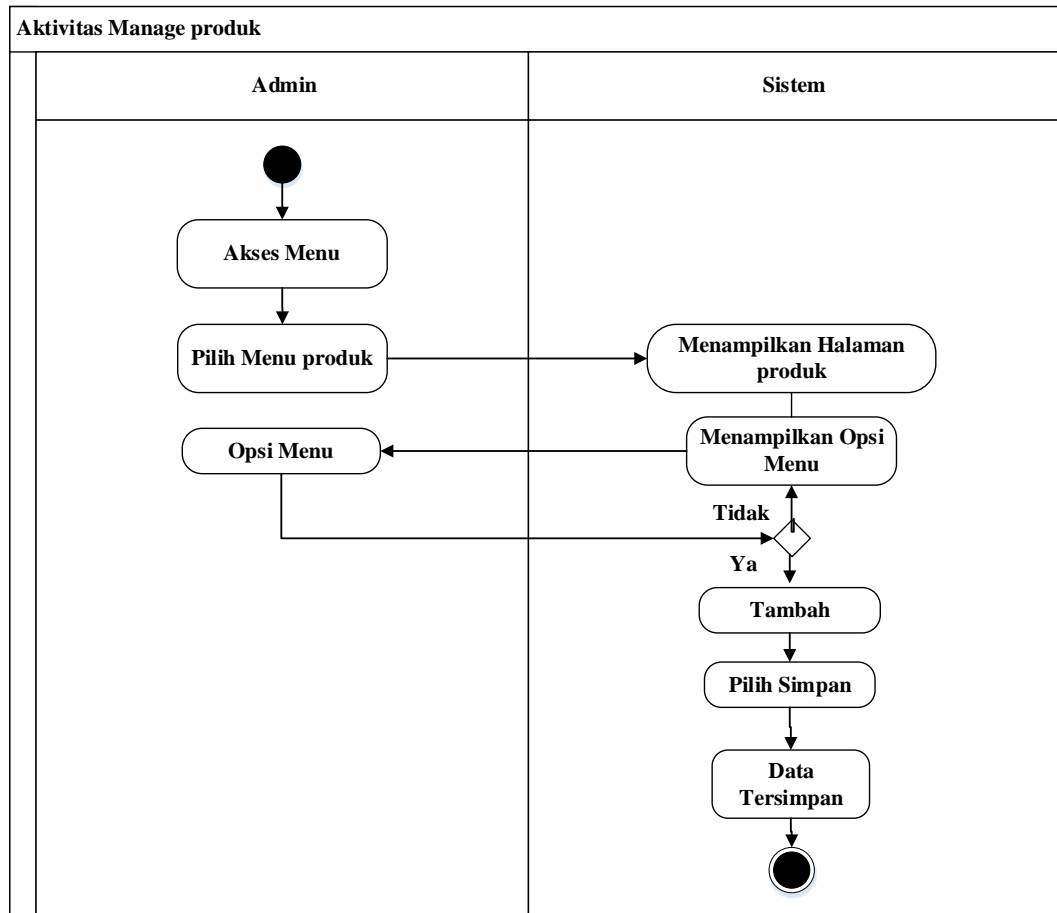 Aktivitas Manage produk
Admin
Sistem
Akses Menu
Pilih Menu produk
Menampilkan Halaman
produk
Opsi Menu
Menampilkan Opsi
Menu
Tidak
Ya
Tambah
Pilih Simpan
Data
Tersimpan